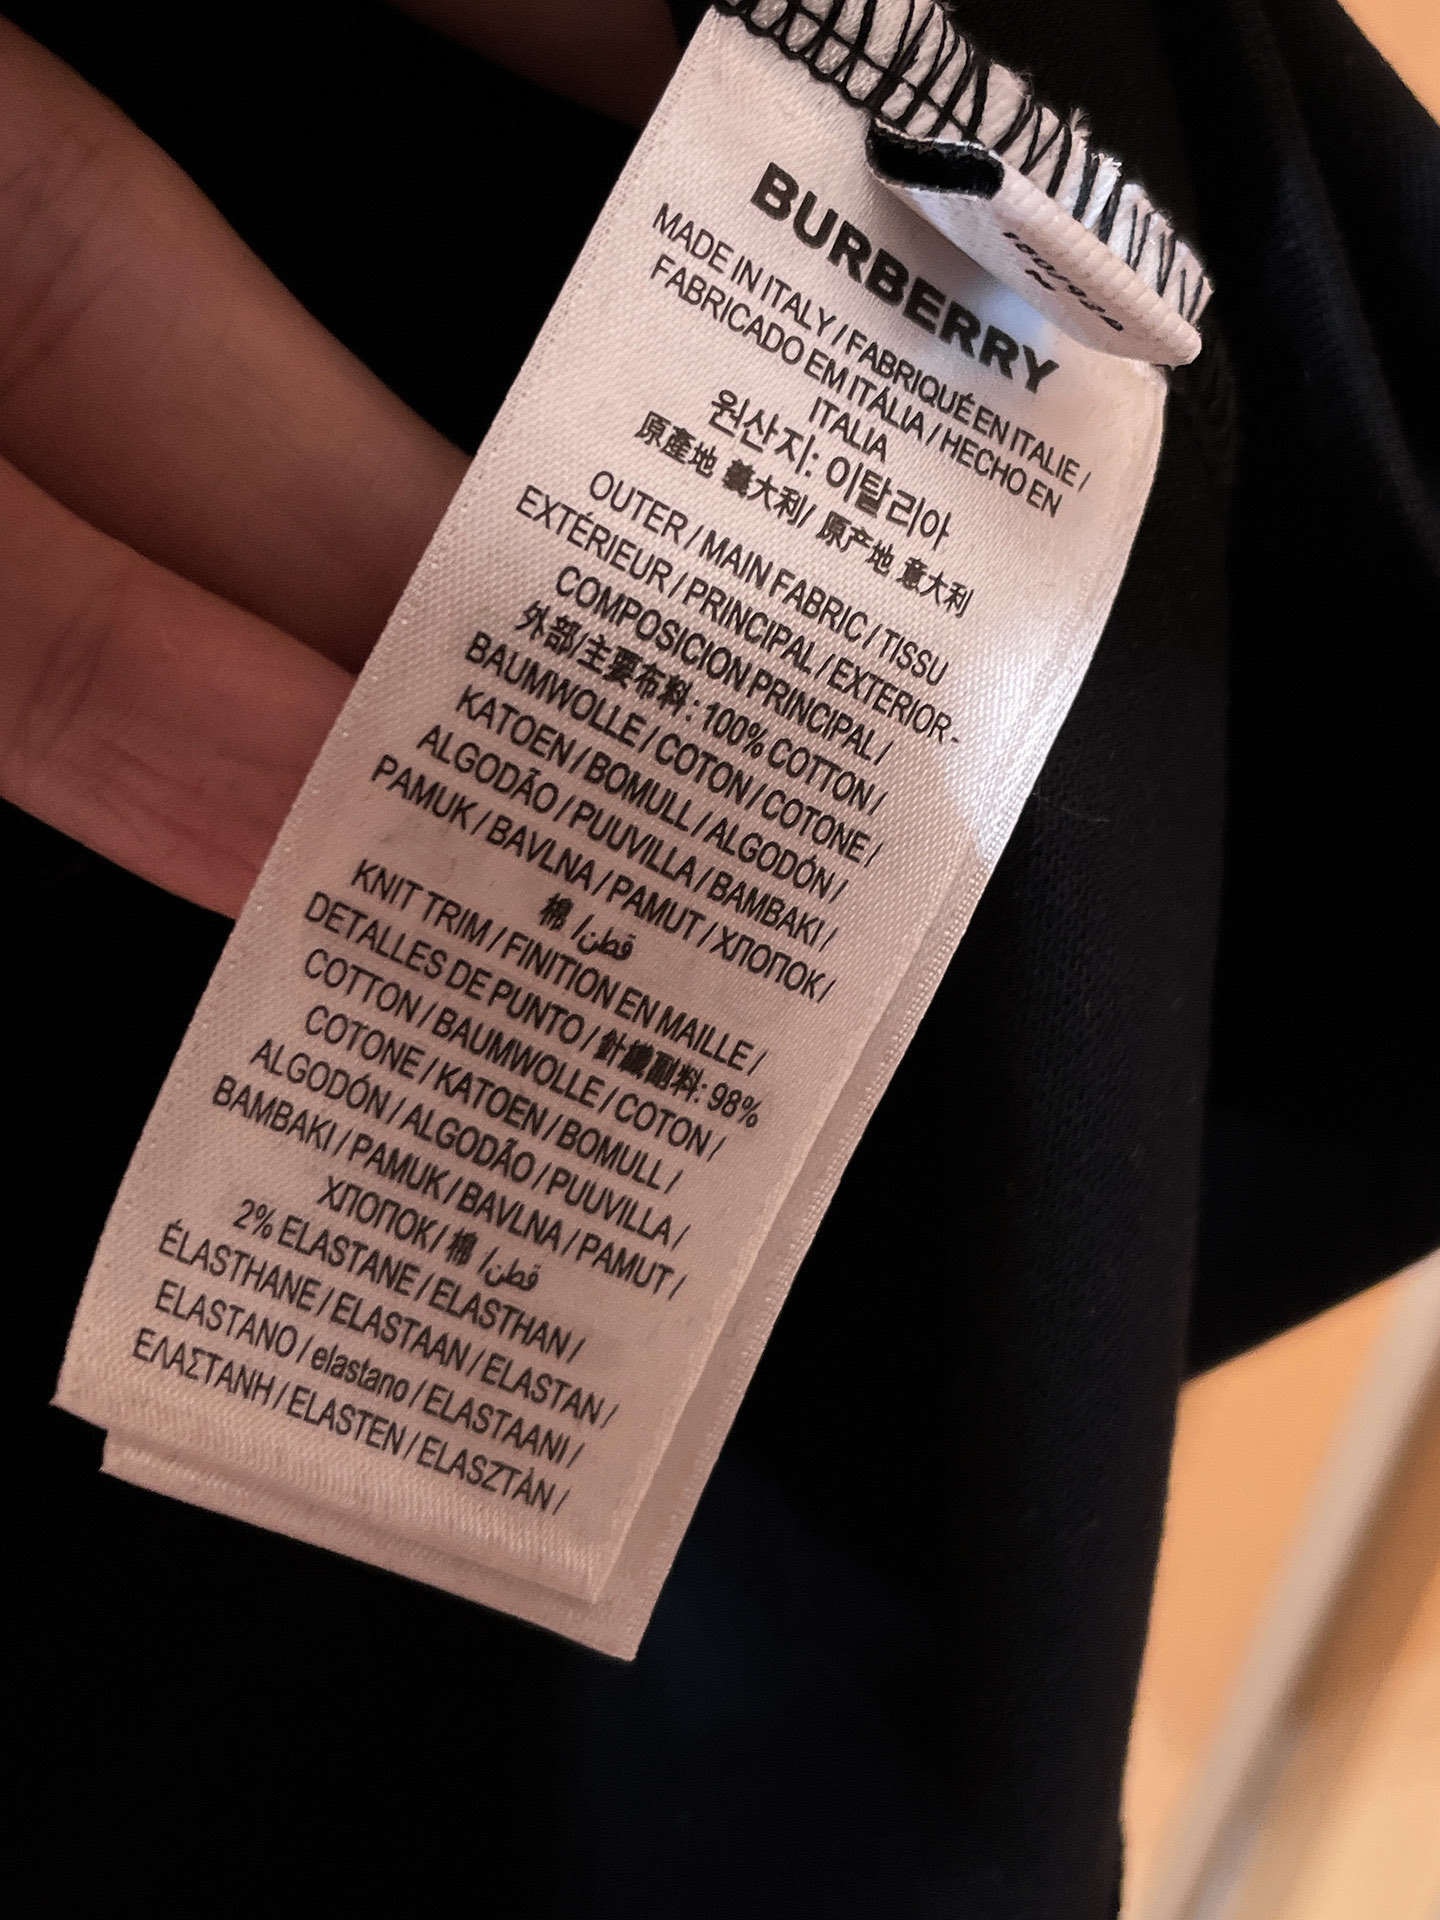 BURBERRY
MADE IN ITALY / FABRIQUÉ EN ITALIE /
FABRICADO EM ITÁLIA / HECHO EN
ITALIA
원산지: 이탈리아
原產地 義大利/ 原产地 意大利
OUTER / MAIN FABRIC / TISSU
EXTÉRIEUR / PRINCIPAL / EXTERIOR-
COMPOSICION PRINCIPAL /
外部/主要布料: 100% COTTON /
BAUMWOLLE / COTON / COTONE /
KATOEN / BOMULL / ALGODÓN /
ALGODÃO / PUUVILLA / BAMBAKI /
PAMUK / BAVLNA / PAMUT / ХЛОПОК /
棉 /قطن
KNIT TRIM / FINITION EN MAILLE /
DETALLES DE PUNTO / 針織副料: 98%
COTTON / BAUMWOLLE / COTON /
COTONE / KATOEN / BOMULL /
ALGODÓN / ALGODÃO / PUUVILLA /
BAMBAKI / PAMUK / BAVLNA / PAMUT /
ХЛОПОК/ 棉 /قطن
2% ELASTANE / ELASTHAN /
ÉLASTHANE / ELASTAAN / ELASTAN /
ELASTANO / elastano / ELASTAANI /
ΕΛΑΣΤΑΝΗ / ELASTEN / ELASZTÀN /